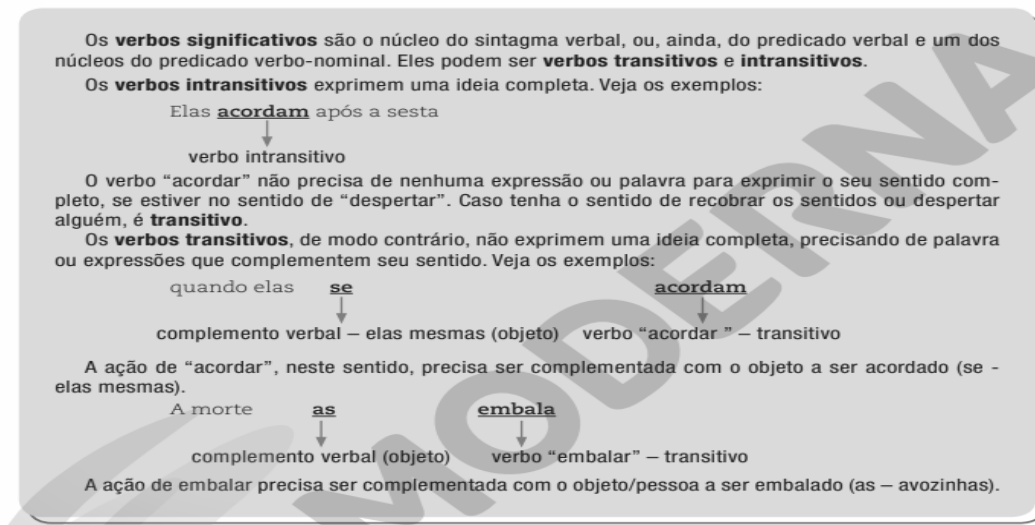 Os verbos significativos são o núcleo do sintagma verbal, ou, ainda, do predicado verbal e um dos
núcleos do predicado verbo-nominal. Eles podem ser verbos transitivos e intransitivos.
Os verbos intransitivos exprimem uma ideia completa. Veja os exemplos:
Elas acordam após a sesta
verbo intransitivo
O verbo “acordar” não precisa de nenhuma expressão ou palavra para exprimir o seu sentido com-
pleto, se estiver no sentido de “despertar”. Caso tenha o sentido de recobrar os sentidos ou despertar
alguém, é transitivo.
Os verbos transitivos, de modo contrário, não exprimem uma ideia completa, precisando de palavra
ou expressões que complementem seu sentido. Veja os exemplos:
quando elas se acordam
complemento verbal – elas mesmas (objeto) verbo “acordar ” – transitivo
A ação de “acordar”, neste sentido, precisa ser complementada com o objeto a ser acordado (se -
elas mesmas).
A morte as embala
complemento verbal (objeto) verbo “embalar” – transitivo
A ação de embalar precisa ser complementada com o objeto/pessoa a ser embalado (as – avozinhas).
MODERNA